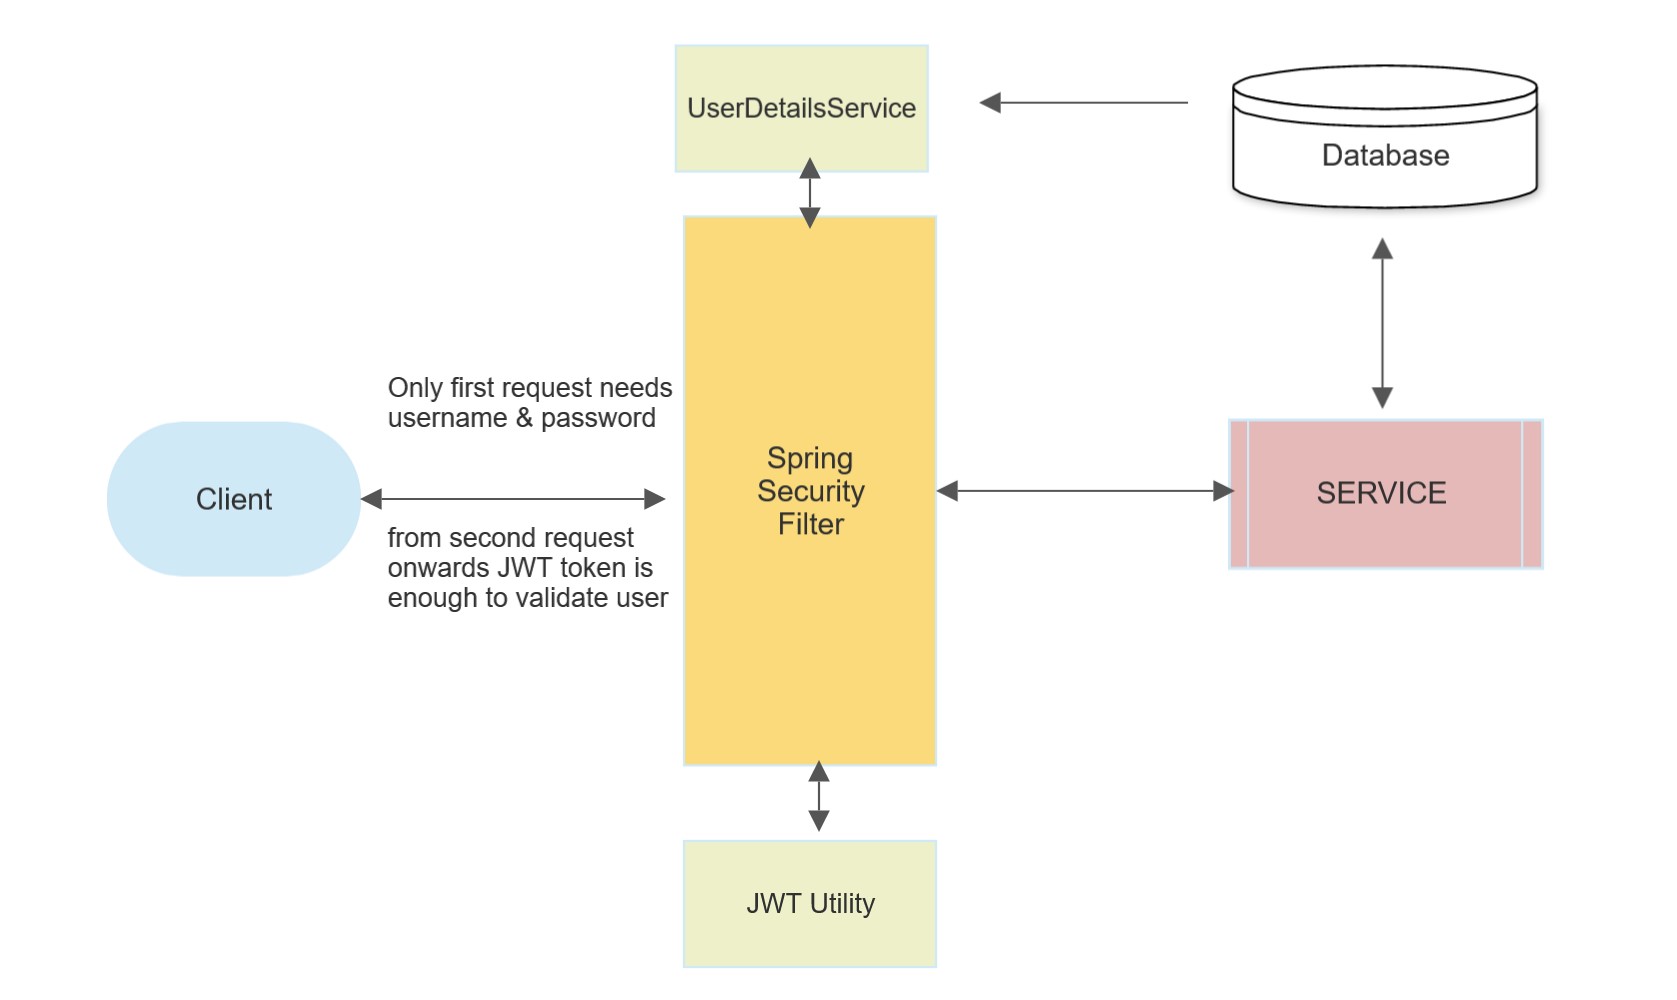 UserDetailsService
Database
Only first request needs
username & password
Client
from second request
onwards JWT token is
enough to validate user
Spring
Security
Filter
SERVICE
JWT Utility